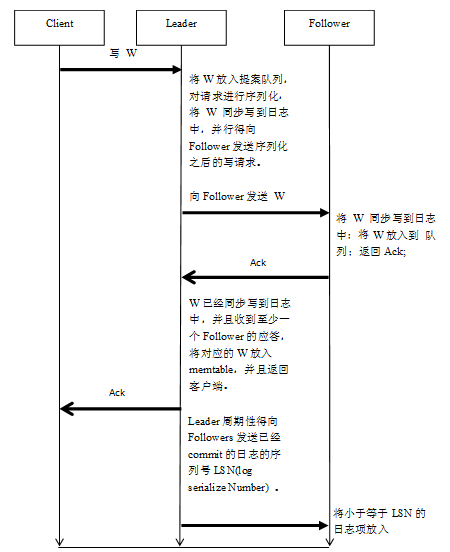 Client
Leader
Follower
写 W
将 W 放入提案队列，
对请求进行序列化，
将 W 同步写到日志
中，并行得向
Follower 发送序列化
之后的写请求。
向 Follower 发送 W
将 W 同步写到日志
中；将 W 放入到 队
列；返回 Ack;
Ack
W 已经同步写到日志
中，并且收到至少一
个 Follower 的应答，
将对应的 W 放入
memtable，并且返回
客户端。
Ack
Leader 周期性得向
Followers 发送已经
commit 的日志的序
列号 LSN(log
serialize Number) 。
将小于等于 LSN 的
日志项放入